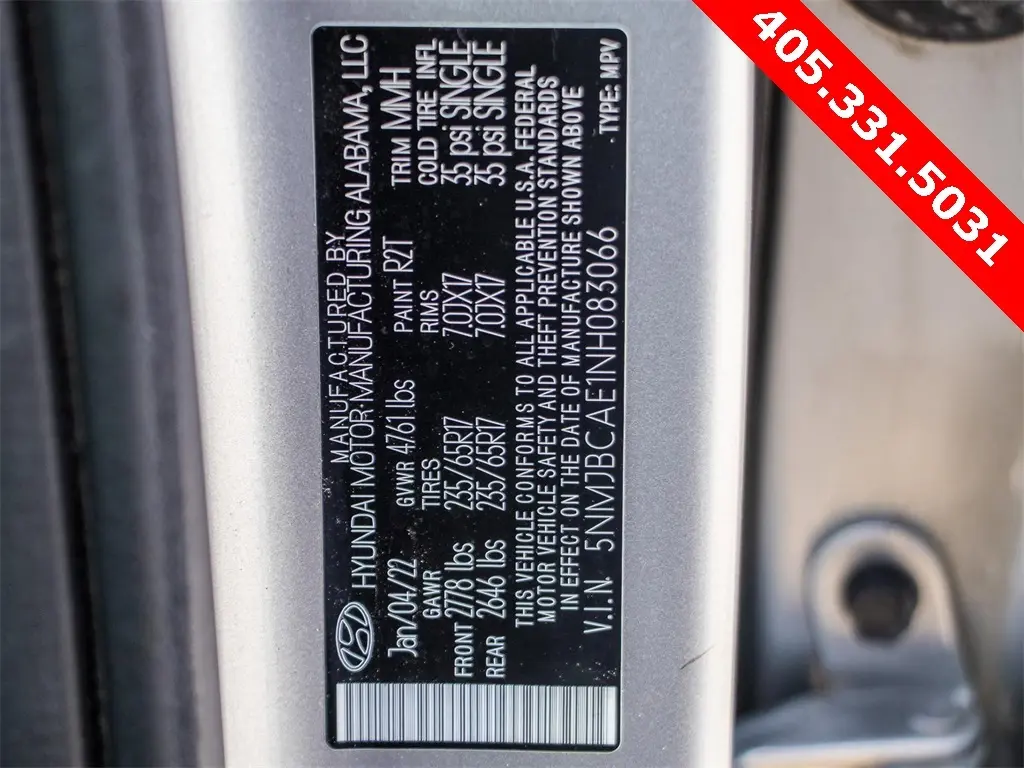 MANUFACTURED BY
HYUNDAI MOTOR MANUFACTURING ALABAMA, LLC
Jan/04/22 GVWR 4761 lbs PAINT R2T TRIM MMH
GAWR TIRES RIMS COLD TIRE INFL
FRONT 2778 lbs 235/65R17 7.0JX17 35 psi SINGLE
REAR 2646 lbs 235/65R17 7.0JX17 35 psi SINGLE
THIS VEHICLE CONFORMS TO ALL APPLICABLE U.S.A. FEDERAL
MOTOR VEHICLE SAFETY AND THEFT PREVENTION STANDARDS
IN EFFECT ON THE DATE OF MANUFACTURE SHOWN ABOVE
V.I.N. 5NMJBCAE1NH083066 TYPE: MPV
405.331.5031